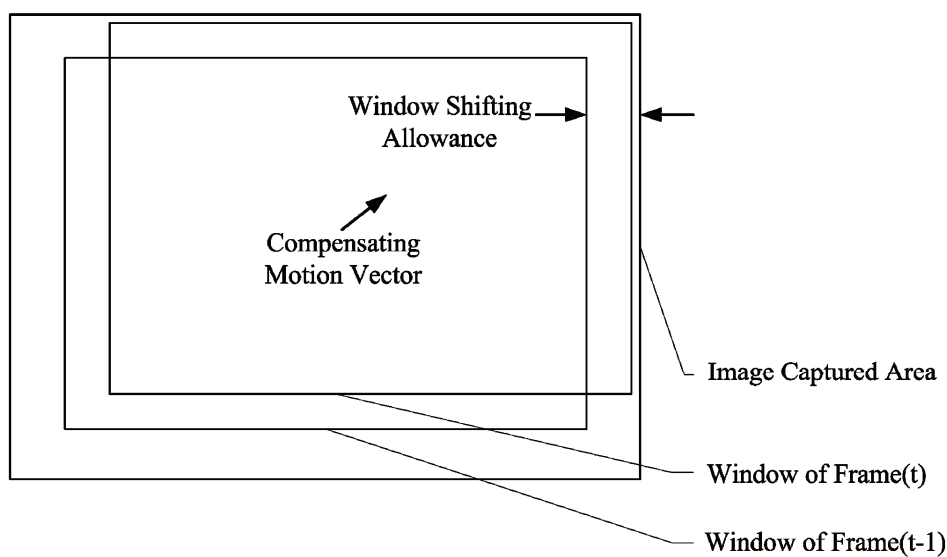 Window Shifting
Allowance
Compensating
Motion Vector
Image Captured Area
Window of Frame(t)
Window of Frame(t-1)